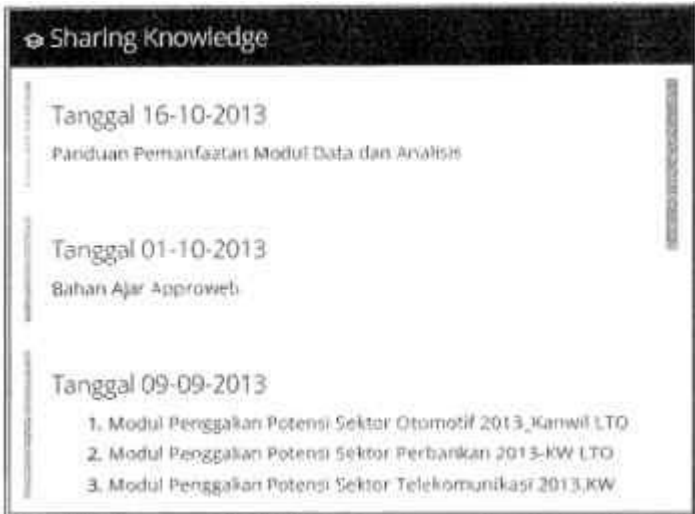 Sharing Knowledge
Tanggal 16-10-2013
Panduan Pemanfaatan Modul Data dan Analisis
Tanggal 01-10-2013
Bahan Ajar Approweb
Tanggal 09-09-2013
1. Modul Penggalian Potensi Sektor Otomotif 2013_Kanwil LTO
2. Modul Penggalian Potensi Sektor Perbankan 2013-KW LTO
3. Modul Penggalian Potensi Sektor Telekomunikasi 2013.KW